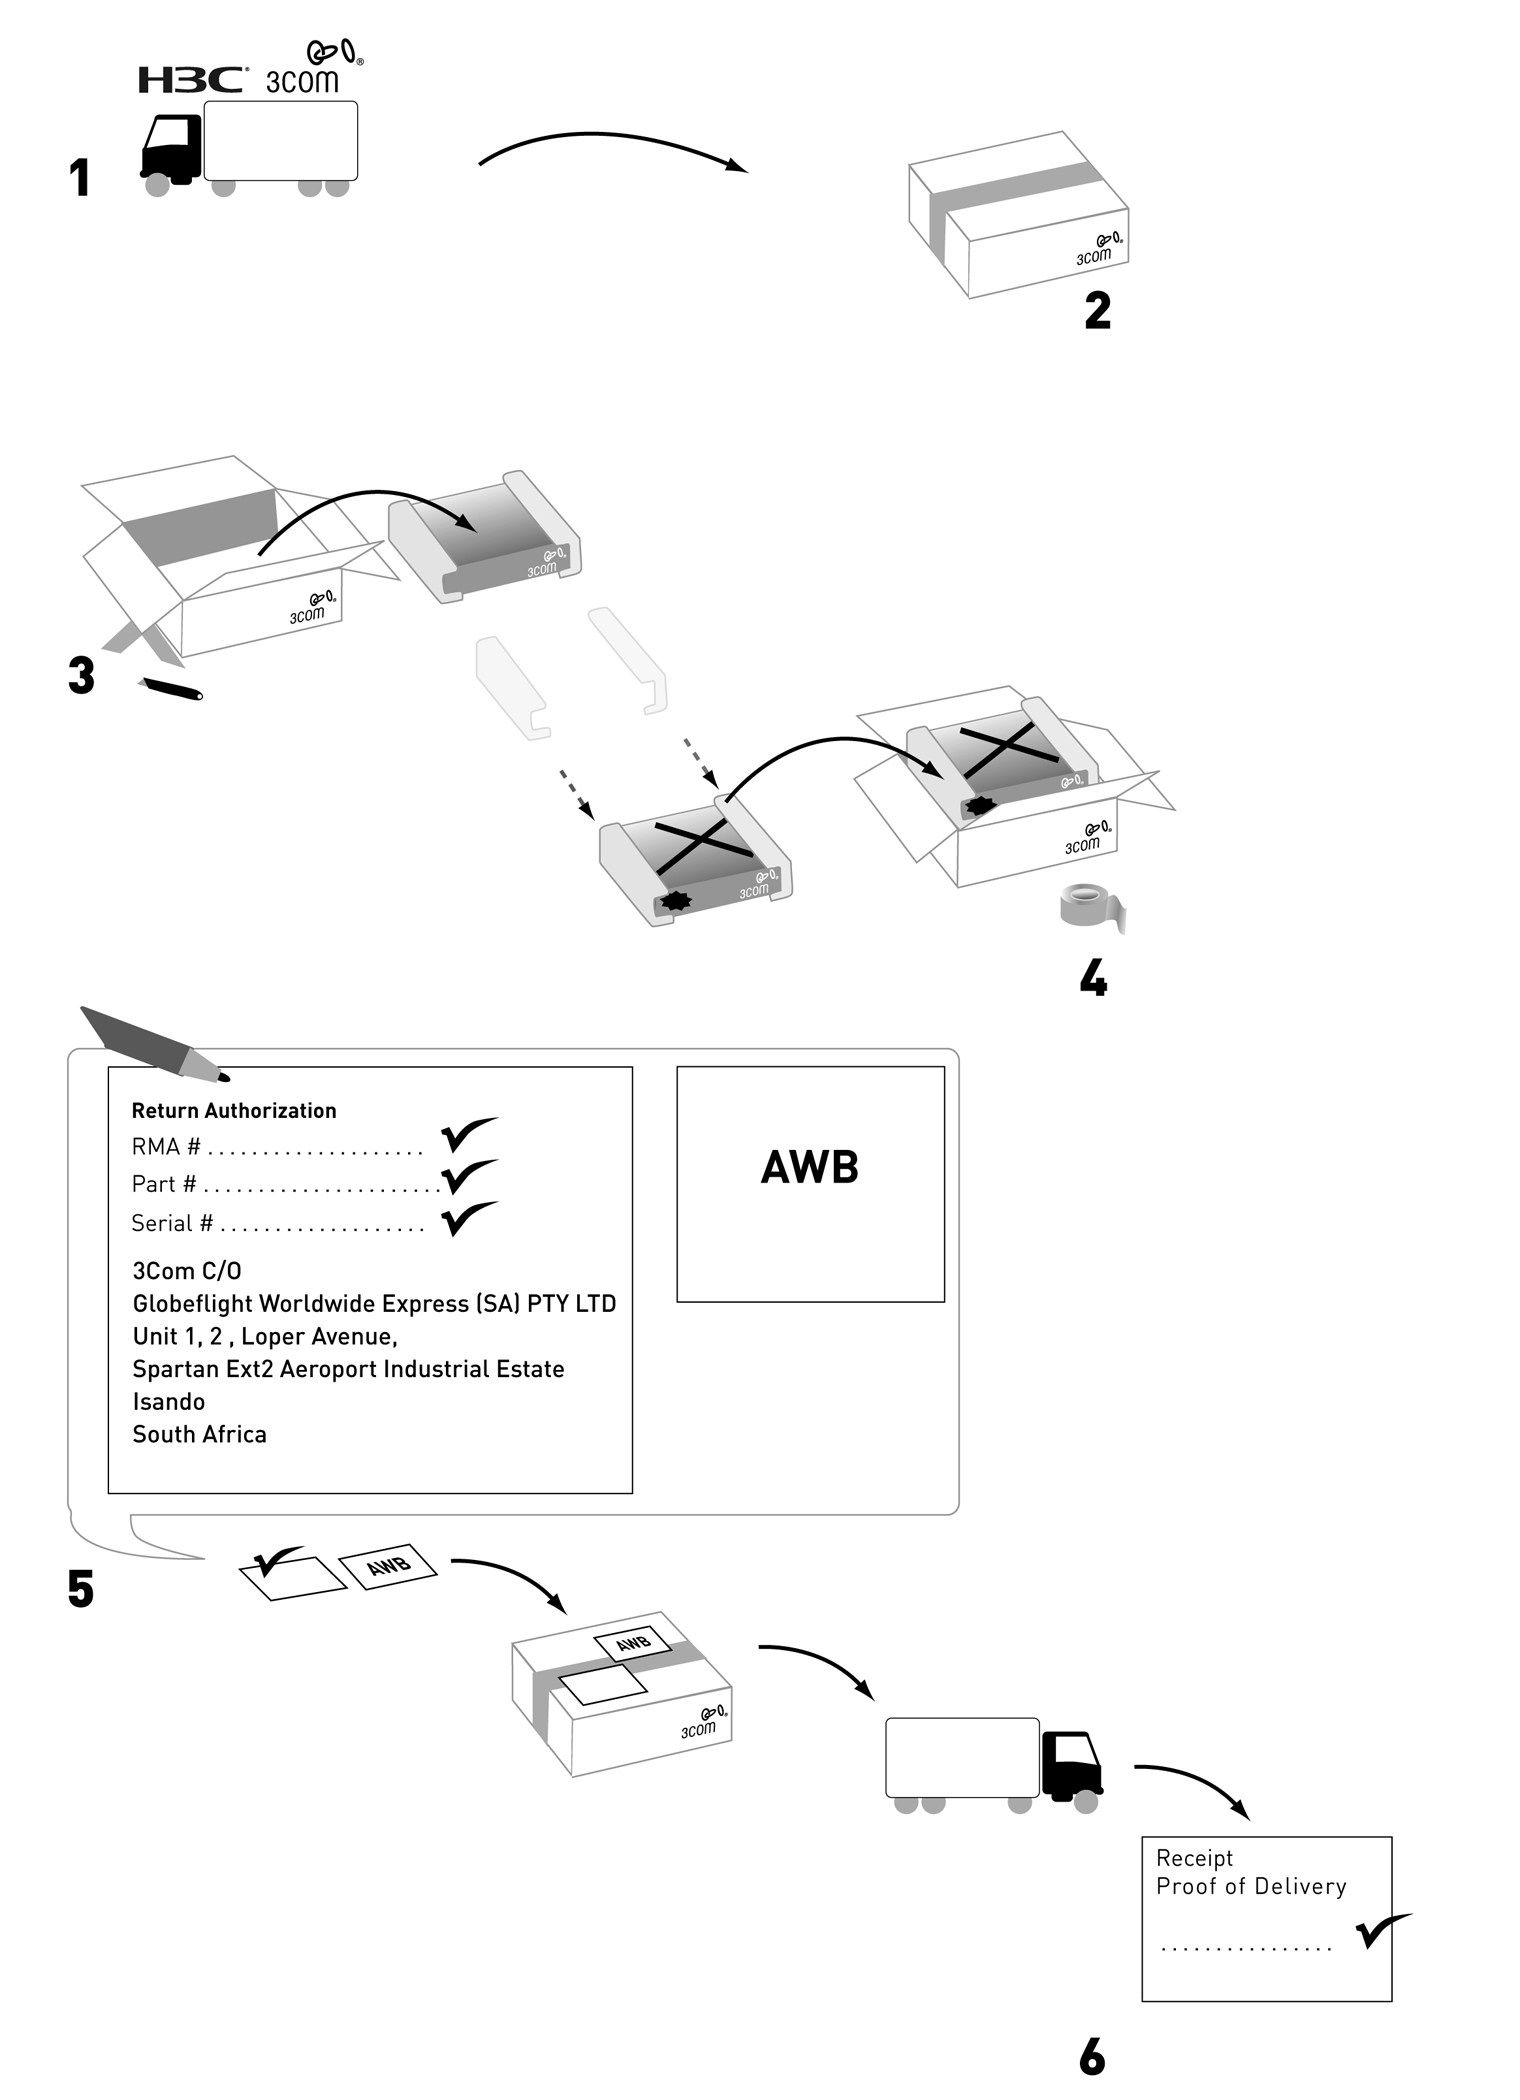 H3C® 3com®
1
3com®
2
3com®
3com®
3
3com®
3com®
4
Return Authorization
RMA # ....................
Part # ......................
Serial # ...................
3Com C/O
Globeflight Worldwide Express (SA) PTY LTD
Unit 1, 2 , Loper Avenue,
Spartan Ext2 Aeroport Industrial Estate
Isando
South Africa
AWB
5
AWB
AWB
3com®
Receipt
Proof of Delivery
................
6